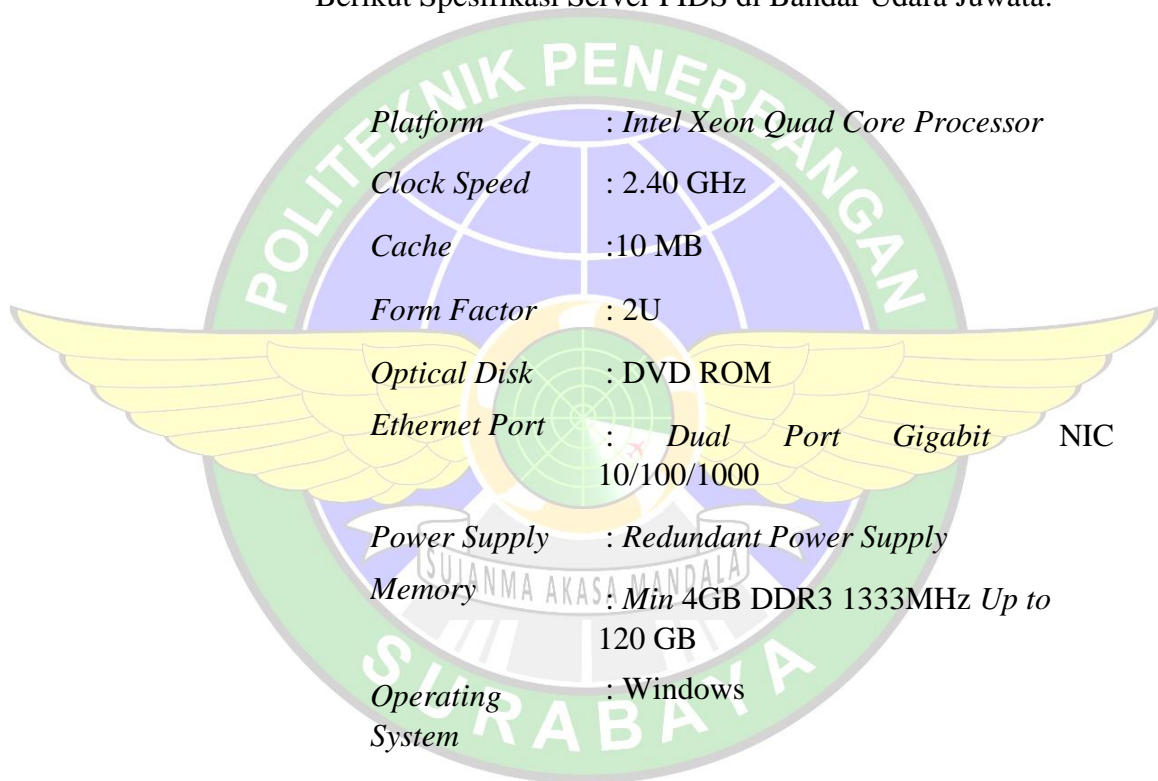 Berikut Spesifikasi Server FIDS di Bandar Udara Juwata:
POLITEKNIK PENERBANGAN
Platform : Intel Xeon Quad Core Processor
Clock Speed : 2.40 GHz
Cache :10 MB
Form Factor : 2U
Optical Disk : DVD ROM
Ethernet Port : Dual Port Gigabit NIC
10/100/1000
Power Supply : Redundant Power Supply
SUJANMA AKASA MANDALA
Memory : Min 4GB DDR3 1333MHz Up to
120 GB
Operating : Windows
System
SURABAYA